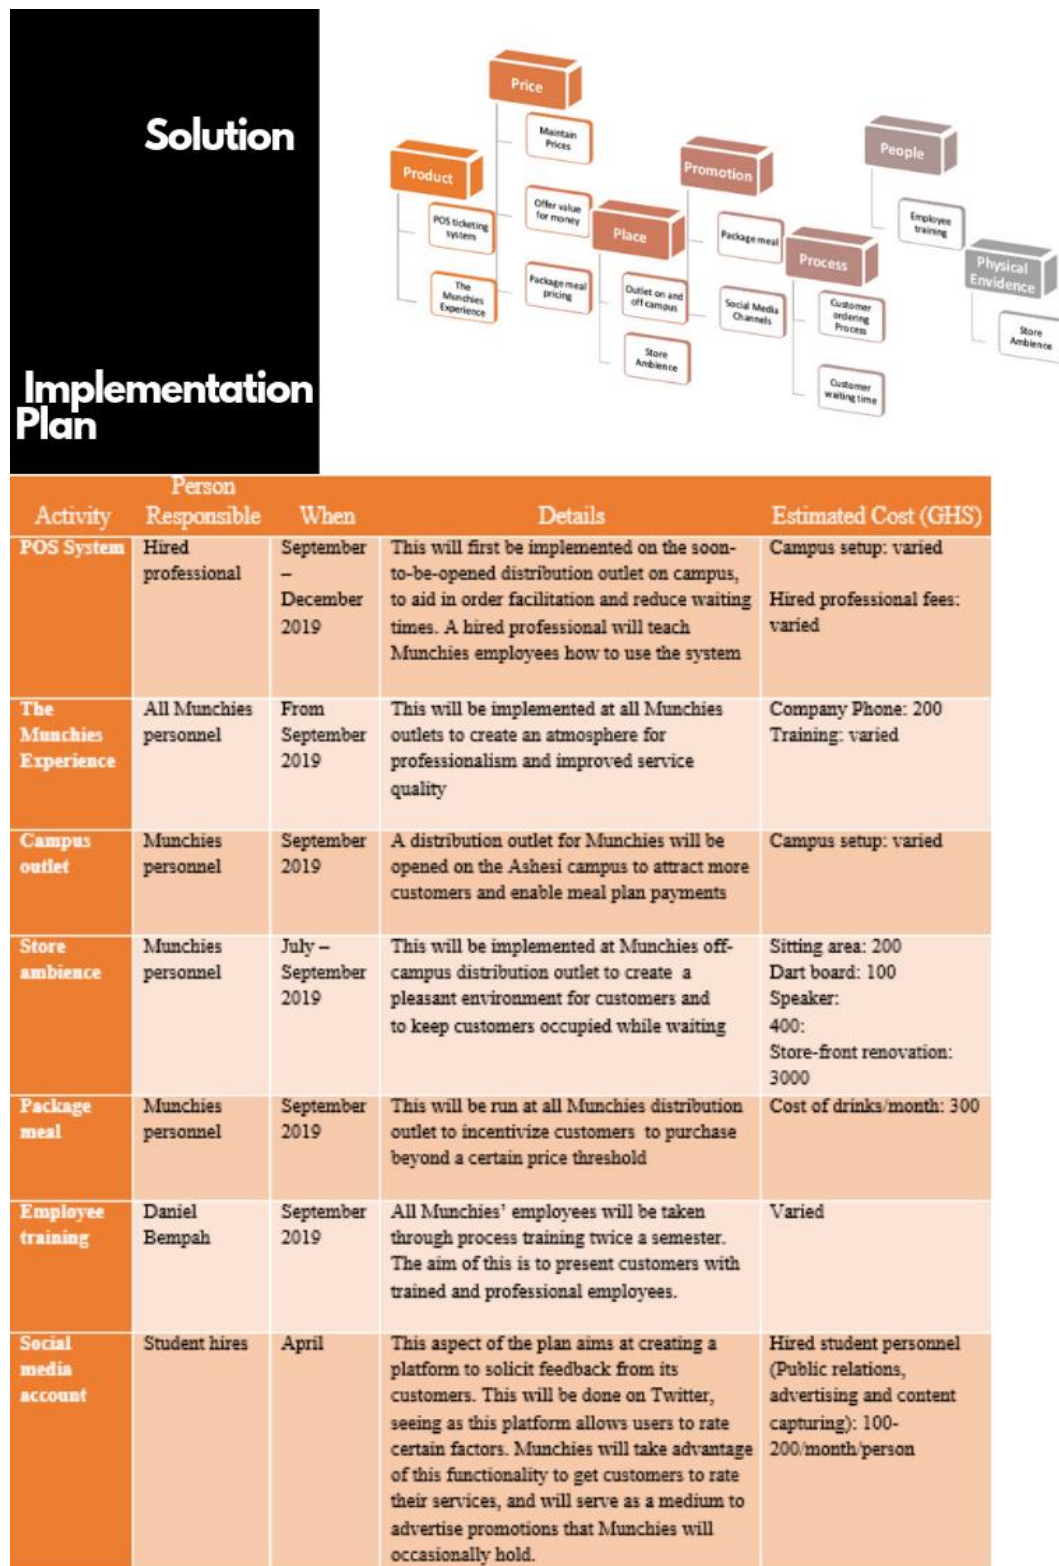 Solution
Implementation
Plan
Product
POS ticketing
system
The
Munchies
Experience
Price
Maintain
Prices
Offer value
for money
Package meal
pricing
Place
Outlet on and
off campus
Store
Ambience
Promotion
Package meal
Social Media
Channels
Process
Customer
ordering
Process
Customer
waiting time
People
Employee
training
Physical
Envidence
Store
Ambience
Activity
Person
Responsible
When
Details
Estimated Cost (GHS)
POS System
Hired
professional
September
–
December
2019
This will first be implemented on the soon-
to-be-opened distribution outlet on campus,
to aid in order facilitation and reduce waiting
times. A hired professional will teach
Munchies employees how to use the system
Campus setup: varied
Hired professional fees:
varied
The
Munchies
Experience
All Munchies
personnel
From
September
2019
This will be implemented at all Munchies
outlets to create an atmosphere for
professionalism and improved service
quality
Company Phone: 200
Training: varied
Campus
outlet
Munchies
personnel
September
2019
A distribution outlet for Munchies will be
opened on the Ashesi campus to attract more
customers and enable meal plan payments
Campus setup: varied
Store
ambience
Munchies
personnel
July –
September
2019
This will be implemented at Munchies off-
campus distribution outlet to create a
pleasant environment for customers and
to keep customers occupied while waiting
Sitting area: 200
Dart board: 100
Speaker:
400:
Store-front renovation:
3000
Package
meal
Munchies
personnel
September
2019
This will be run at all Munchies distribution
outlet to incentivize customers to purchase
beyond a certain price threshold
Cost of drinks/month: 300
Employee
training
Daniel
Bempah
September
2019
All Munchies’ employees will be taken
through process training twice a semester.
The aim of this is to present customers with
trained and professional employees.
Varied
Social
media
account
Student hires
April
This aspect of the plan aims at creating a
platform to solicit feedback from its
customers. This will be done on Twitter,
seeing as this platform allows users to rate
certain factors. Munchies will take advantage
of this functionality to get customers to rate
their services, and will serve as a medium to
advertise promotions that Munchies will
occasionally hold.
Hired student personnel
(Public relations,
advertising and content
capturing): 100-
200/month/person